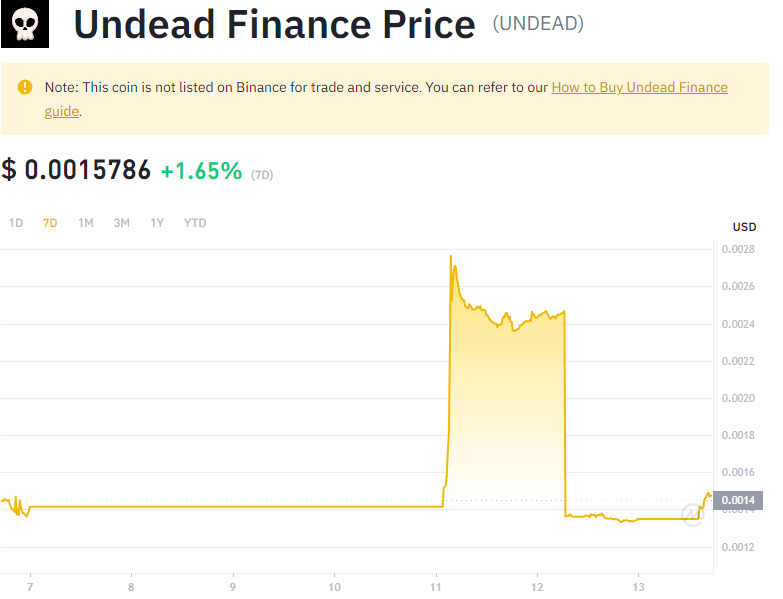 Undead Finance Price (UNDEAD)
Note: This coin is not listed on Binance for trade and service. You can refer to our How to Buy Undead Finance
guide.
$ 0.0015786 +1.65% (7D)
1D 7D 1M 3M 1Y YTD
USD
0.0028
0.0026
0.0024
0.0022
0.0020
0.0018
0.0016
0.0014
0.0014
0.0012
7 8 9 10 11 12 13